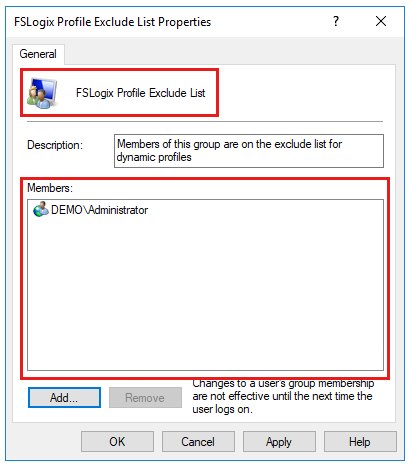 FSLogix Profile Exclude List Properties
General
FSLogix Profile Exclude List
Description:
Members of this group are on the exclude list for
dynamic profiles
Members:
DEMO\Administrator
Add...
Remove
Changes to a user's group membership
are not effective until the next time the
user logs on.
OK
Cancel
Apply
Help